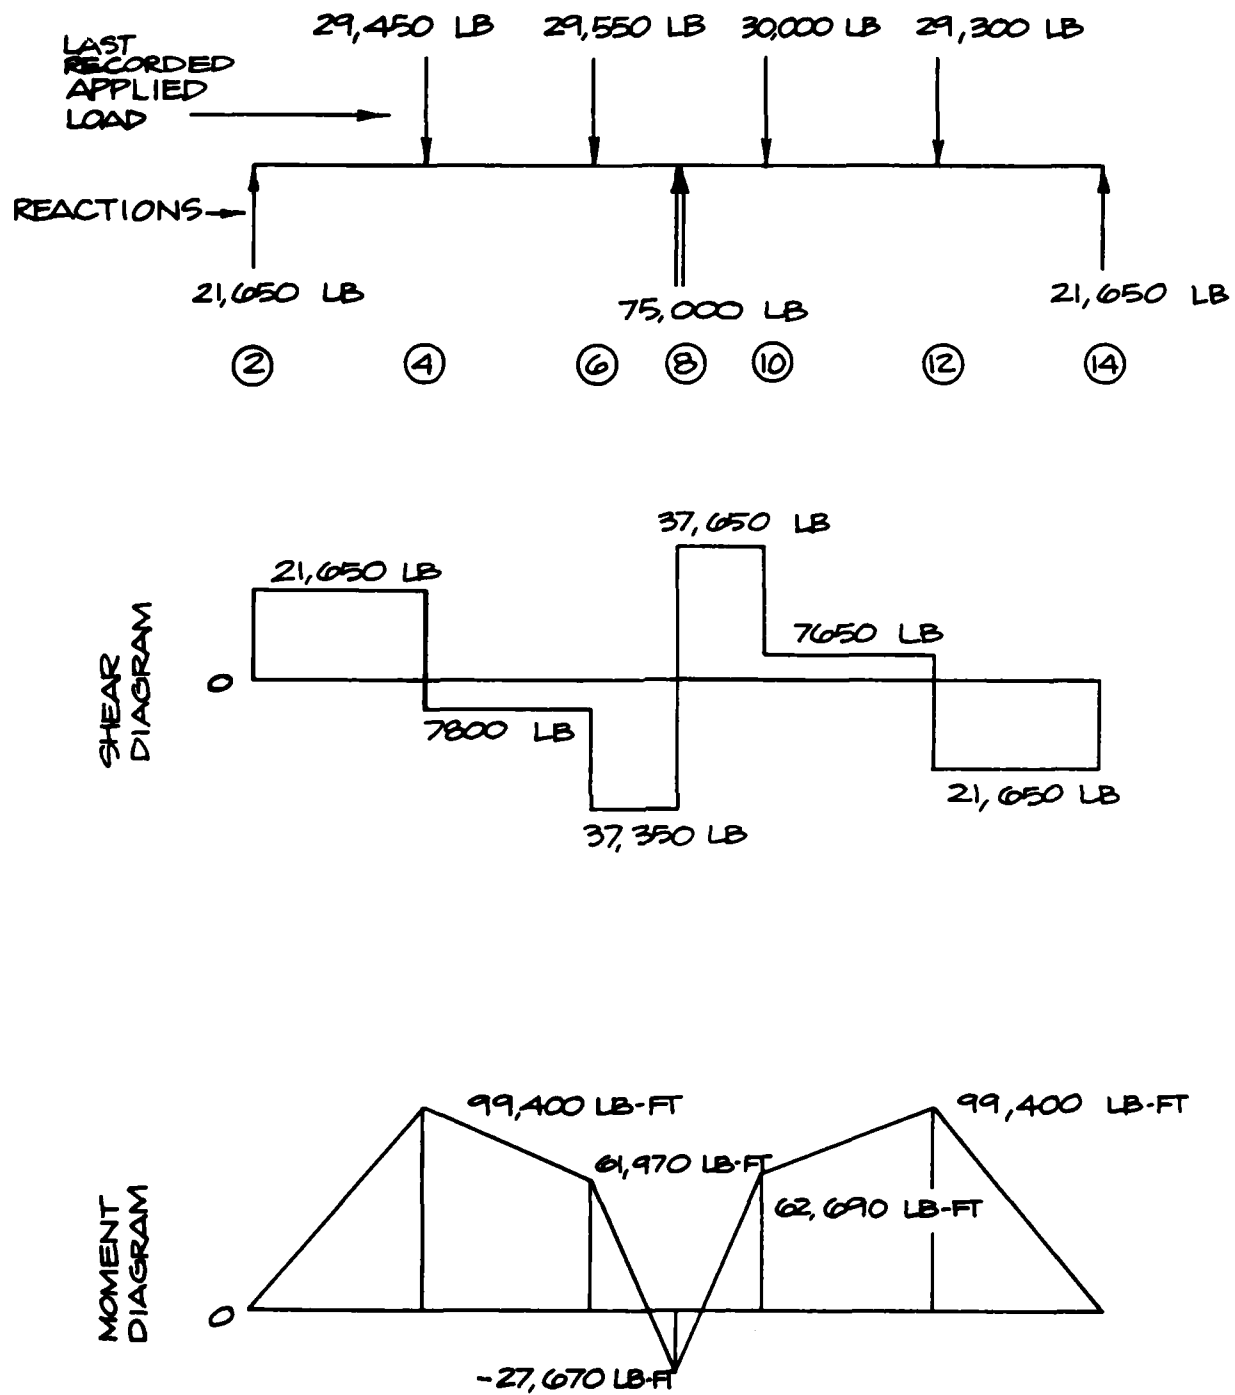 29,450 LB 29,550 LB 30,000 LB 29,300 LB
LAST
RECORDED
APPLIED
LOAD
REACTIONS
21,650 LB 75,000 LB 21,650 LB
2 4 6 8 10 12 14
37,650 LB
21,650 LB
7650 LB
SHEAR
DIAGRAM
0
7800 LB
21,650 LB
37,350 LB
99,400 LB-FT 99,400 LB-FT
61,970 LB-FT
62,690 LB-FT
MOMENT
DIAGRAM
0
-27,670 LB-FT